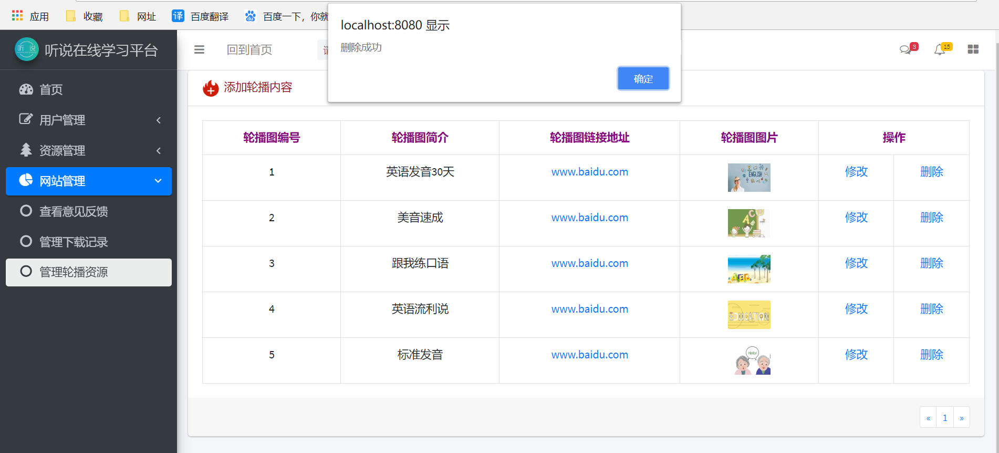 应用
收藏
网址
译
百度翻译
百度一下，你就
localhost:8080 显示
删除成功
确定
听说
听说在线学习平台
回到首页
3
15
首页
用户管理
资源管理
网站管理
查看意见反馈
管理下载记录
管理轮播资源
添加轮播内容
轮播图编号 轮播图简介 轮播图链接地址 轮播图图片 操作
1 英语发音30天 www.baidu.com ENGLISH 修改 删除
2 美音速成 www.baidu.com 修改 删除
3 跟我练口语 www.baidu.com 修改 删除
4 英语流利说 www.baidu.com EDUCATION 修改 删除
5 标准发音 www.baidu.com Hello! 修改 删除
« 1 »